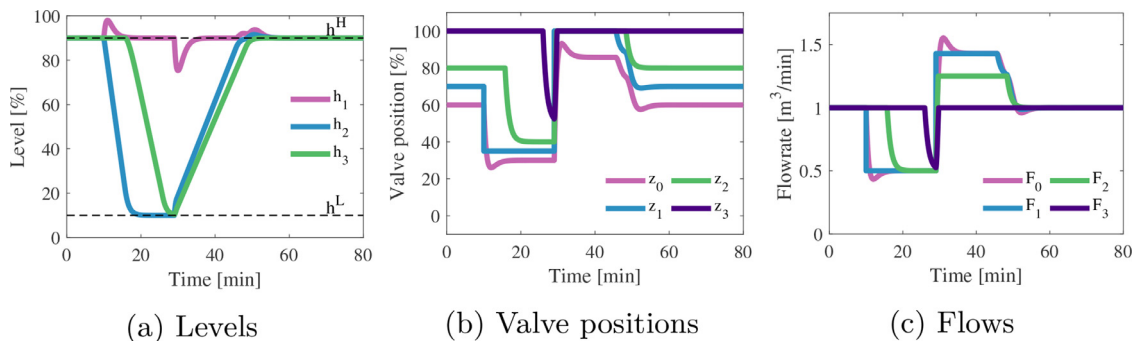 100
80
60
40
20
0
Level [%]
h^H
h^L
h_1
h_2
h_3
0 20 40 60 80
Time [min]
(a) Levels
100
80
60
40
20
0
Valve position [%]
z_0 z_2
z_1 z_3
0 20 40 60 80
Time [min]
(b) Valve positions
1.5
1
0.5
0
Flowrate [m^3/min]
F_0 F_2
F_1 F_3
0 20 40 60 80
Time [min]
(c) Flows